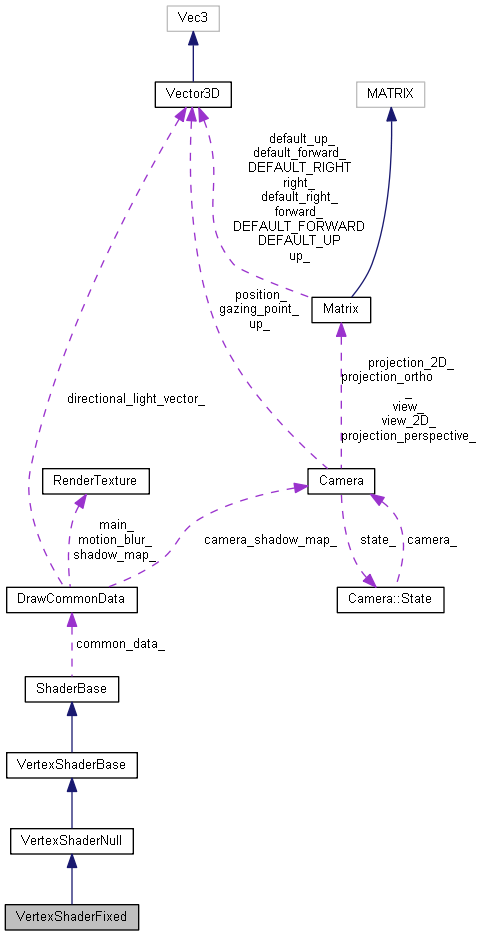 Vec3
Vector3D
MATRIX
default_up_
default_forward_
DEFAULT_RIGHT
right_
default_right_
forward_
DEFAULT_FORWARD
DEFAULT_UP
up_
position_
gazing_point_
up_
Matrix
projection_2D_
projection_ortho
_
view_
view_2D_
projection_perspective_
directional_light_vector_
RenderTexture
Camera
main_
motion_blur_
shadow_map_
camera_shadow_map_
state_
camera_
DrawCommonData
Camera::State
common_data_
ShaderBase
VertexShaderBase
VertexShaderNull
VertexShaderFixed